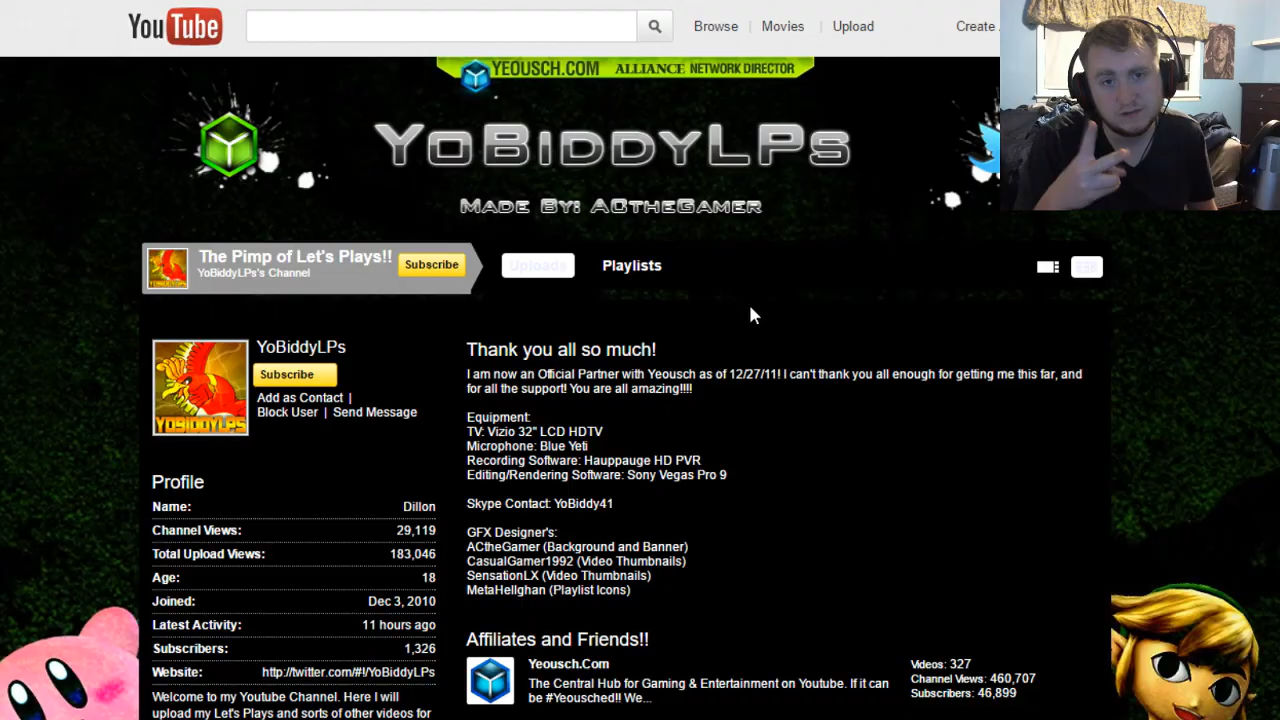 YouTube
Browse | Movies | Upload
Create
YEOUSCH.COM ALLIANCE NETWORK DIRECTOR
YoBiddyLPs
Made By: ACtheGamer
The Pimp of Let's Plays!!
YoBiddyLPs's Channel
Subscribe
Uploads
Playlists
YoBiddyLPs
Subscribe
Add as Contact |
Block User | Send Message
YOBIDDYLPS
Profile
Name: Dillon
Channel Views: 29,119
Total Upload Views: 183,046
Age: 18
Joined: Dec 3, 2010
Latest Activity: 11 hours ago
Subscribers: 1,326
Website: http://twitter.com/#!/YoBiddyLPs
Welcome to my Youtube Channel. Here I will
upload my Let's Plays and sorts of other videos for
Thank you all so much!
I am now an Official Partner with Yeousch as of 12/27/11! I can't thank you all enough for getting me this far, and
for all the support! You are all amazing!!!!
Equipment:
TV: Vizio 32" LCD HDTV
Microphone: Blue Yeti
Recording Software: Hauppauge HD PVR
Editing/Rendering Software: Sony Vegas Pro 9
Skype Contact: YoBiddy41
GFX Designer's:
ACtheGamer (Background and Banner)
CasualGamer1992 (Video Thumbnails)
SensationLX (Video Thumbnails)
MetaHellghan (Playlist Icons)
Affiliates and Friends!!
Yeousch.Com
The Central Hub for Gaming & Entertainment on Youtube. If it can
be #Yeousched!! We...
Videos: 327
Channel Views: 460,707
Subscribers: 46,899